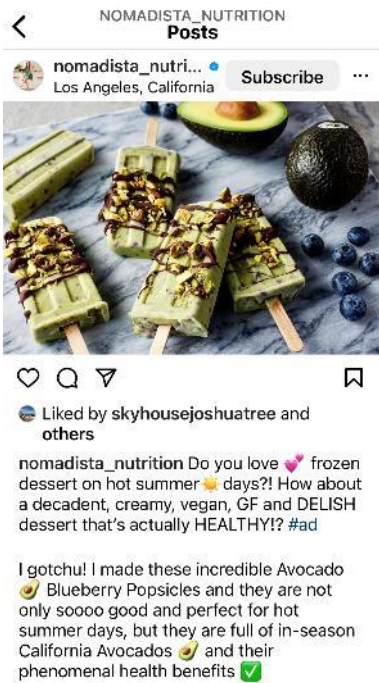 NOMADISTA_NUTRITION
Posts
nomadista_nutri...
Subscribe
Los Angeles, California
Liked by skyhousejoshuatree and
others
nomadista_nutrition Do you love 💕 frozen
dessert on hot summer☀️ days?! How about
a decadent, creamy, vegan, GF and DELISH
dessert that's actually HEALTHY!? #ad
I gotchu! I made these incredible Avocado
🥑 Blueberry Popsicles and they are not
only soooo good and perfect for hot
summer days, but they are full of in-season
California Avocados 🥑 and their
phenomenal health benefits ✅